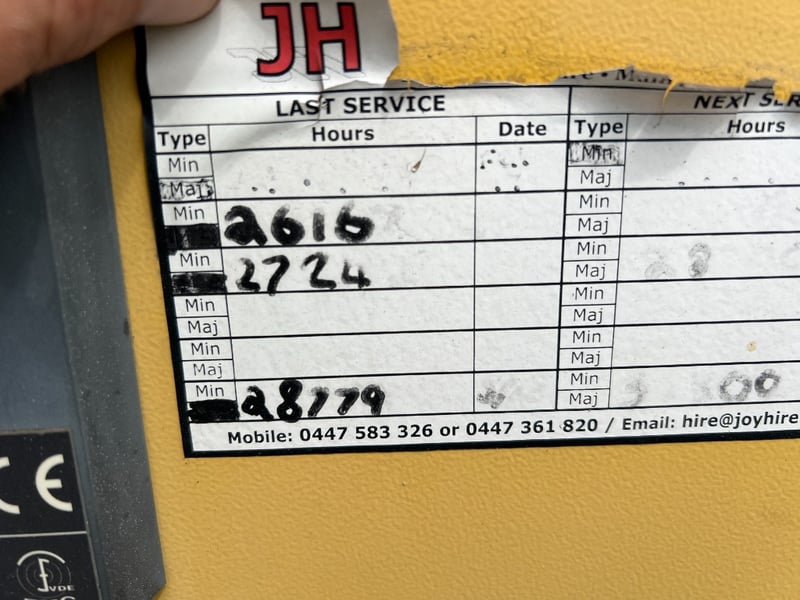 JH
LAST SERVICE NEXT SER
Type Hours Date Type Hours
Min Min
Maj Maj
Min 2616 Min
Maj
Min 2724 Min
Maj
Min Min
Maj Maj
Min Min
Maj Maj
Min Min
Maj
Mobile: 0447 583 326 or 0447 361 820 / Email: hire@joyhire
CE
VDE